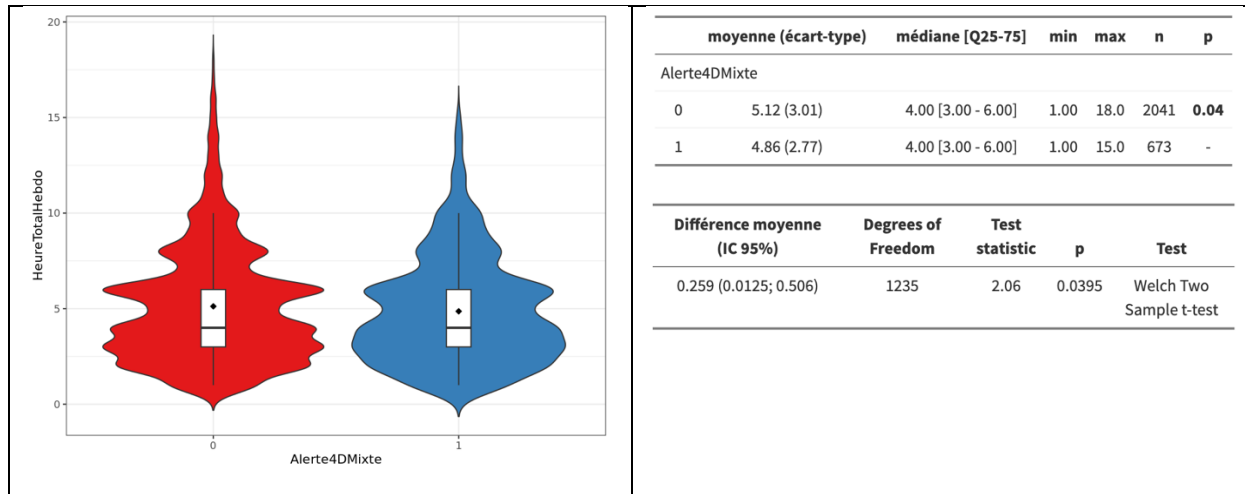 20
15
10
5
0
HeureTotalHebdo
0 1
Alerte4DMixte
moyenne (écart-type) médiane [Q25-75] min max n p
Alerte4DMixte
0 5.12 (3.01) 4.00 [3.00 - 6.00] 1.00 18.0 2041 0.04
1 4.86 (2.77) 4.00 [3.00 - 6.00] 1.00 15.0 673 -
Différence moyenne Degrees of Test
(IC 95%) Freedom statistic p Test
0.259 (0.0125; 0.506) 1235 2.06 0.0395 Welch Two
Sample t-test